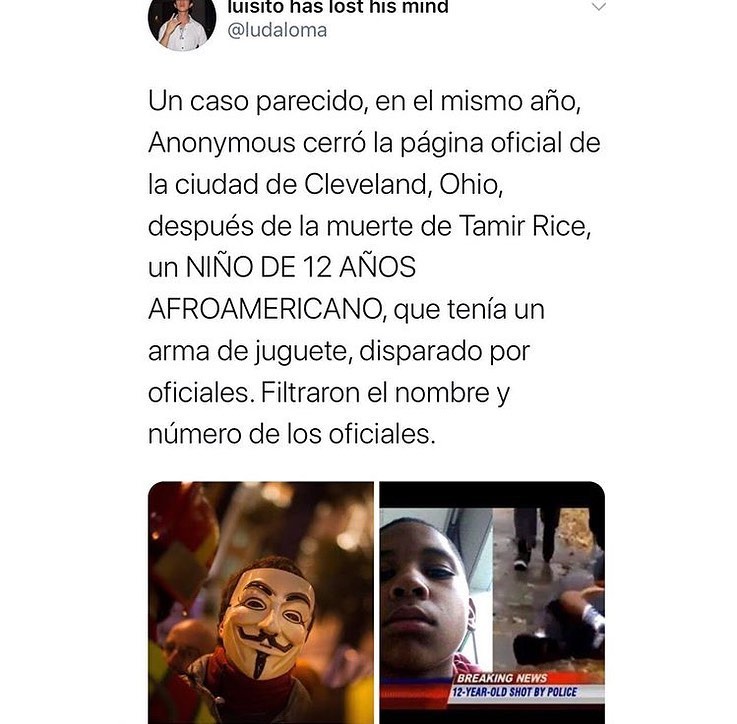 luisito has lost his mind
@ludaloma
Un caso parecido, en el mismo año,
Anonymous cerró la página oficial de
la ciudad de Cleveland, Ohio,
después de la muerte de Tamir Rice,
un NIÑO DE 12 AÑOS
AFROAMERICANO, que tenía un
arma de juguete, disparado por
oficiales. Filtraron el nombre y
número de los oficiales.
BREAKING NEWS
12-YEAR-OLD SHOT BY POLICE